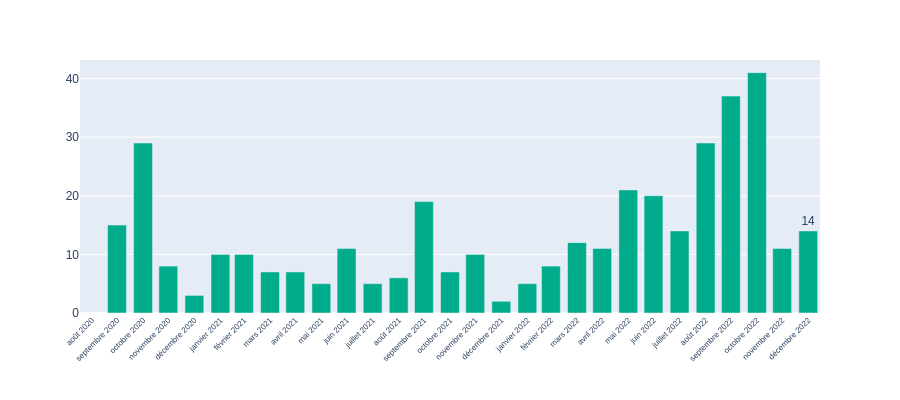 40
30
20
10
0
14
août 2020
septembre 2020
octobre 2020
novembre 2020
décembre 2020
janvier 2021
février 2021
mars 2021
avril 2021
mai 2021
juin 2021
juillet 2021
août 2021
septembre 2021
octobre 2021
novembre 2021
décembre 2021
janvier 2022
février 2022
mars 2022
avril 2022
mai 2022
juin 2022
juillet 2022
août 2022
septembre 2022
octobre 2022
novembre 2022
décembre 2022